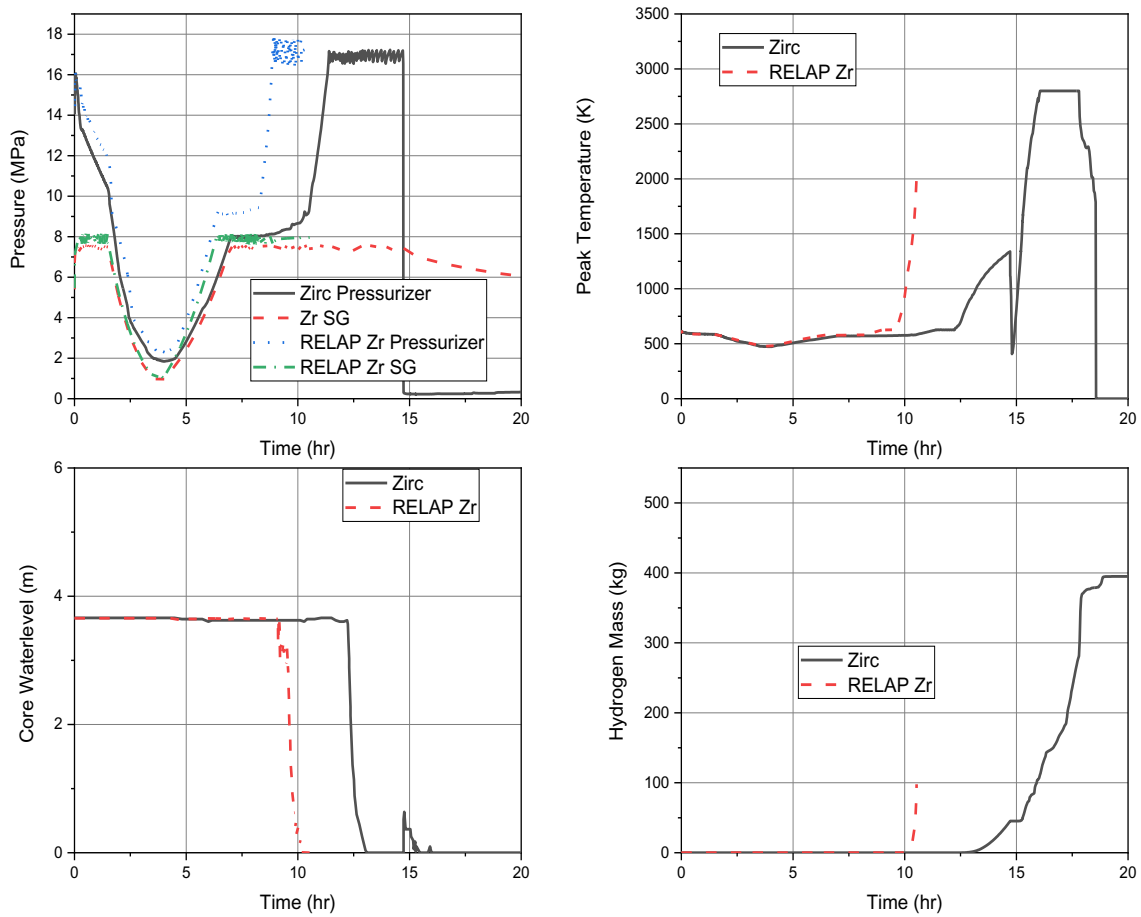 18
16
14
12
10
8
6
4
2
0
Pressure (MPa)
Zirc Pressurizer
Zr SG
RELAP Zr Pressurizer
RELAP Zr SG
0 5 10 15 20
Time (hr)
3500
3000
2500
2000
1500
1000
500
0
Peak Temperature (K)
Zirc
RELAP Zr
0 5 10 15 20
Time (hr)
6
4
2
0
Core Waterlevel (m)
Zirc
RELAP Zr
0 5 10 15 20
Time (hr)
500
400
300
200
100
0
Hydrogen Mass (kg)
Zirc
RELAP Zr
0 5 10 15 20
Time (hr)